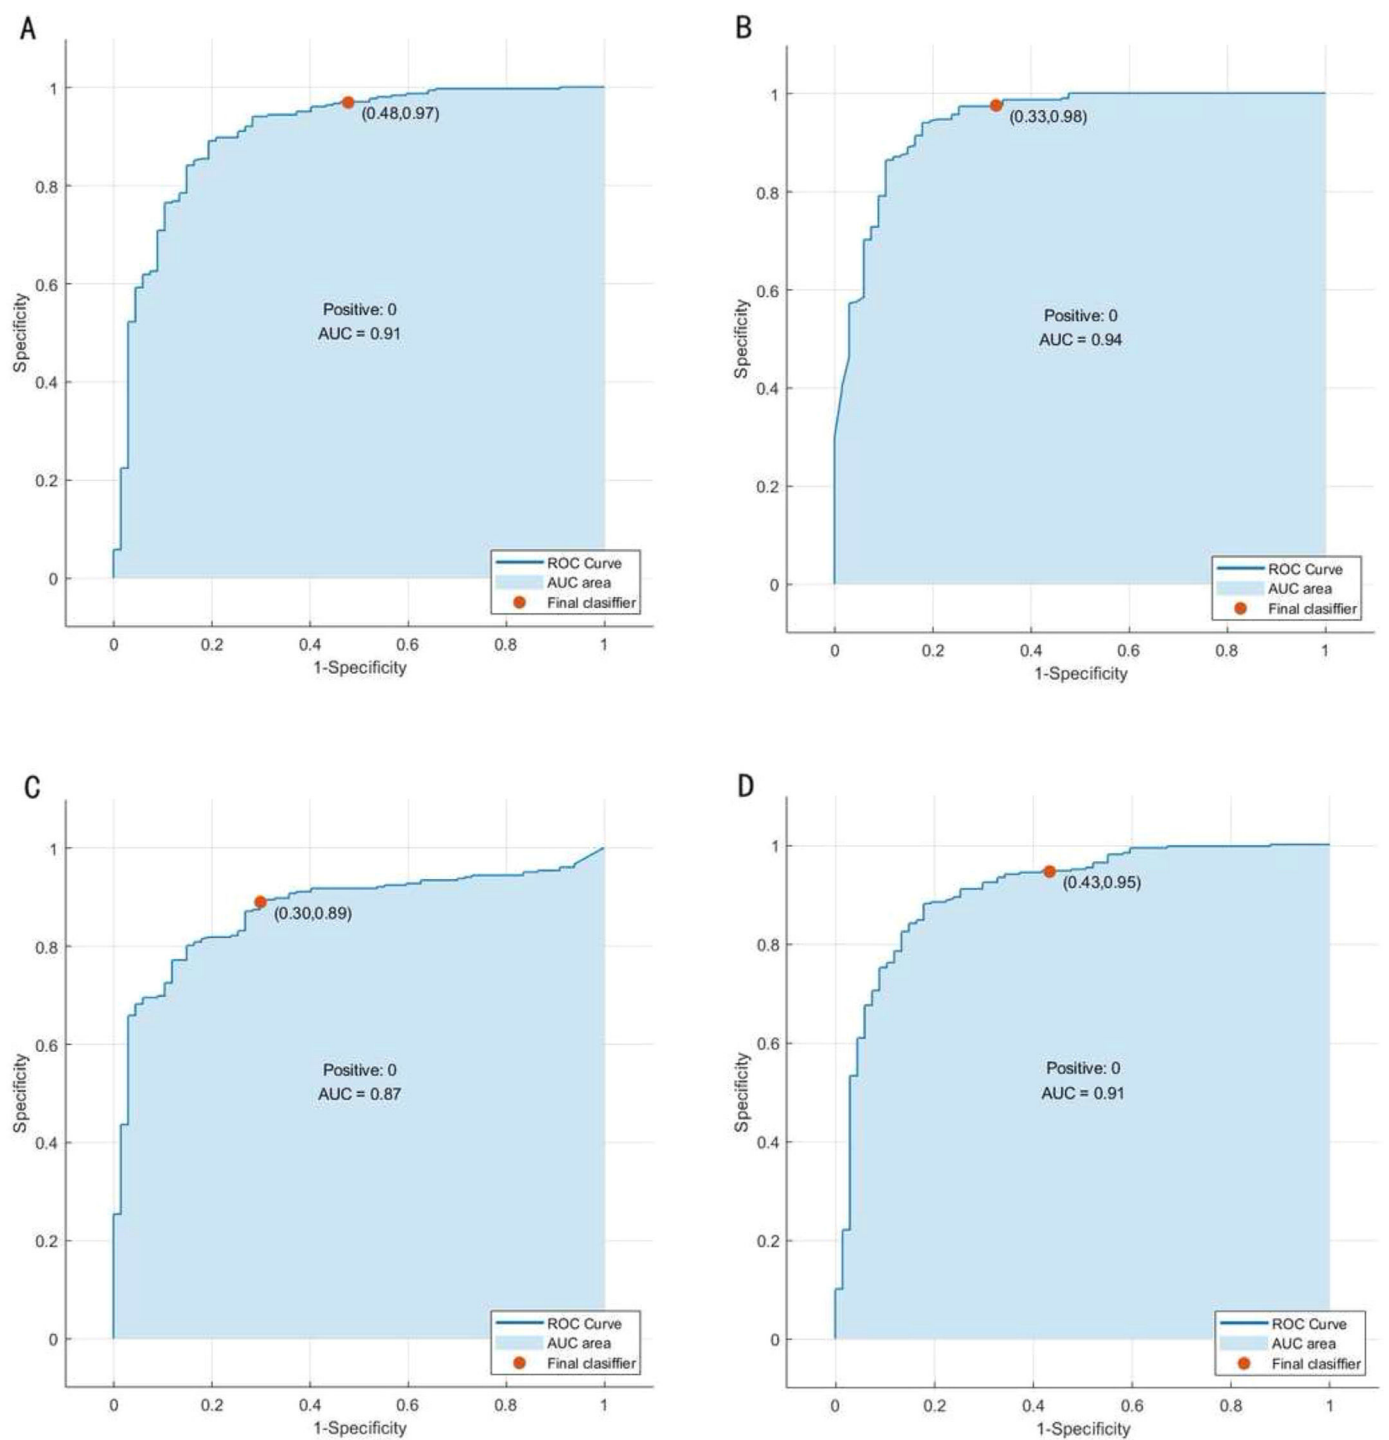 A
1
0.8
0.6
0.4
0.2
0
Specificity
(0.48,0.97)
Positive: 0
AUC = 0.91
ROC Curve
AUC area
Final clasiffier
0 0.2 0.4 0.6 0.8 1
1-Specificity
B
1
0.8
0.6
0.4
0.2
0
Specificity
(0.33,0.98)
Positive: 0
AUC = 0.94
ROC Curve
AUC area
Final clasiffier
0 0.2 0.4 0.6 0.8 1
1-Specificity
C
1
0.8
0.6
0.4
0.2
0
Specificity
(0.30,0.89)
Positive: 0
AUC = 0.87
ROC Curve
AUC area
Final clasiffier
0 0.2 0.4 0.6 0.8 1
1-Specificity
D
1
0.8
0.6
0.4
0.2
0
Specificity
(0.43,0.95)
Positive: 0
AUC = 0.91
ROC Curve
AUC area
Final clasiffier
0 0.2 0.4 0.6 0.8 1
1-Specificity